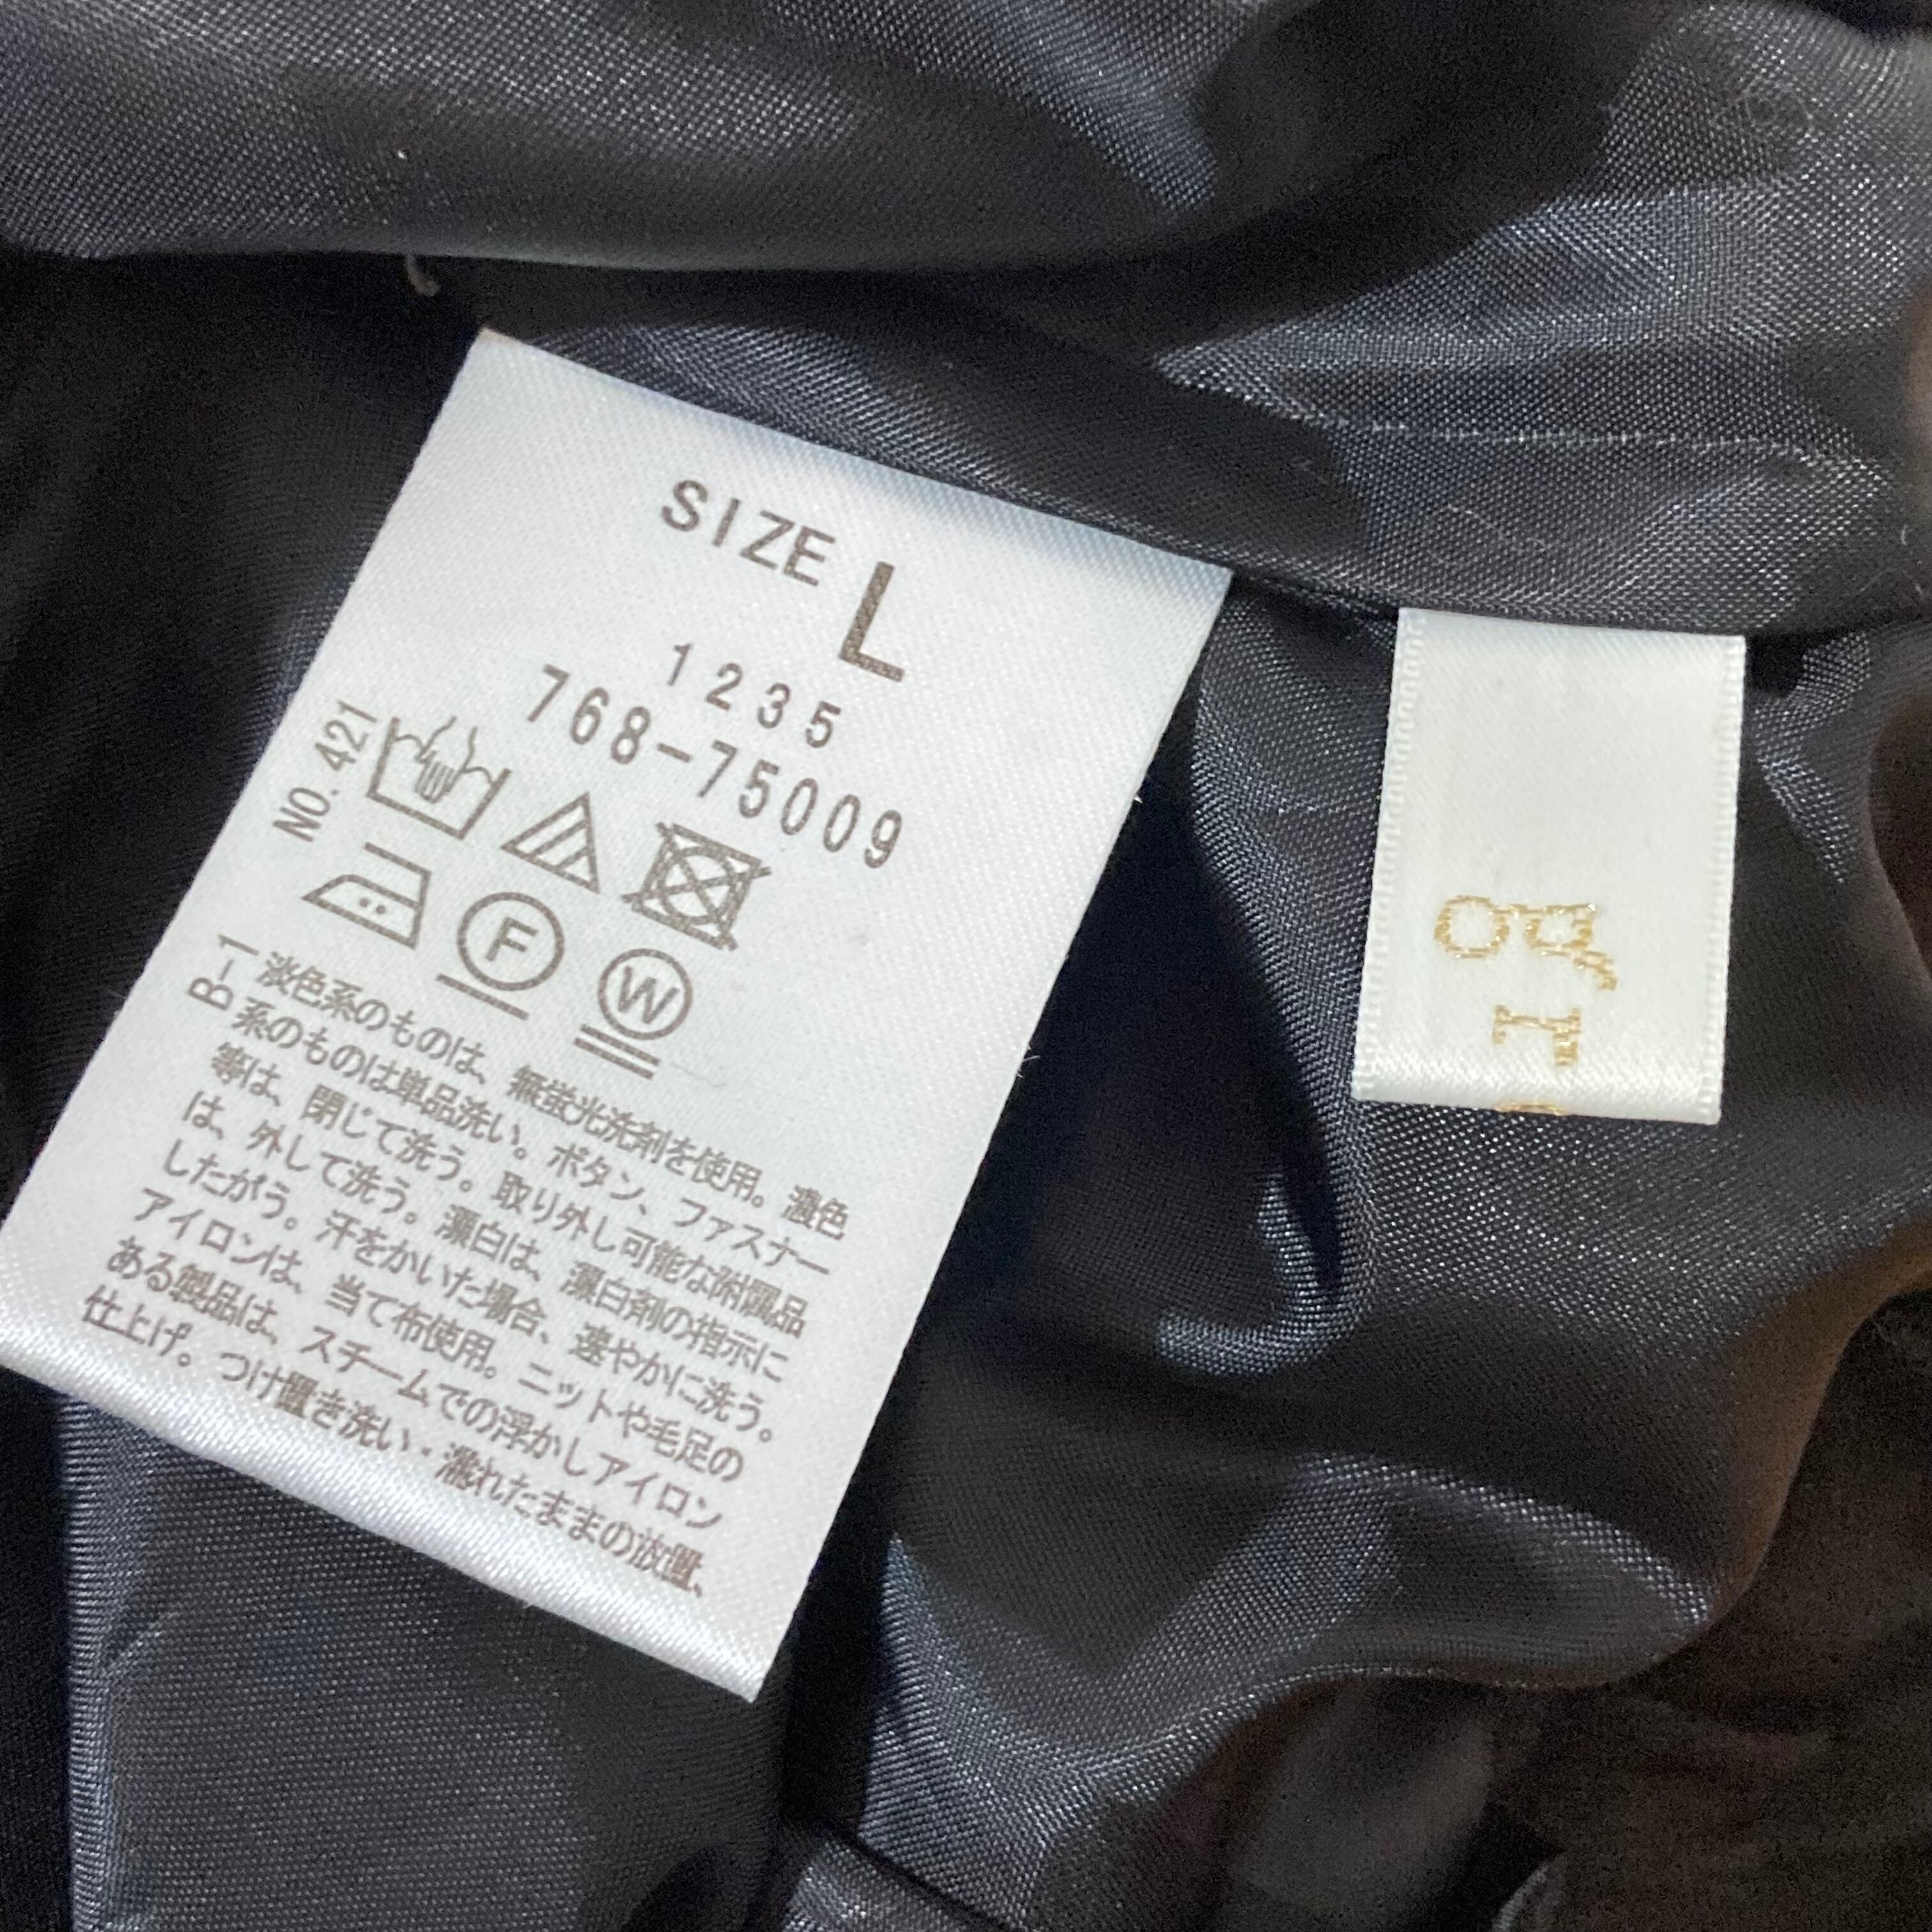 SIZE L
1235
768-75009
NO. 421
F
W
B-1
淡色系のものは、無蛍光洗剤を使用。濃色
系のものは単品洗い。ボタン、ファスナー
等は、閉じて洗う。取り外し可能な附属品
は、外して洗う。漂白は、漂白剤の指示に
したがう。汗をかいた場合、速やかに洗う。
アイロンは、当て布使用。ニットや毛足の
ある製品は、スチームでの浮かしアイロン
仕上げ。つけ置き洗い・濡れたままの放置、